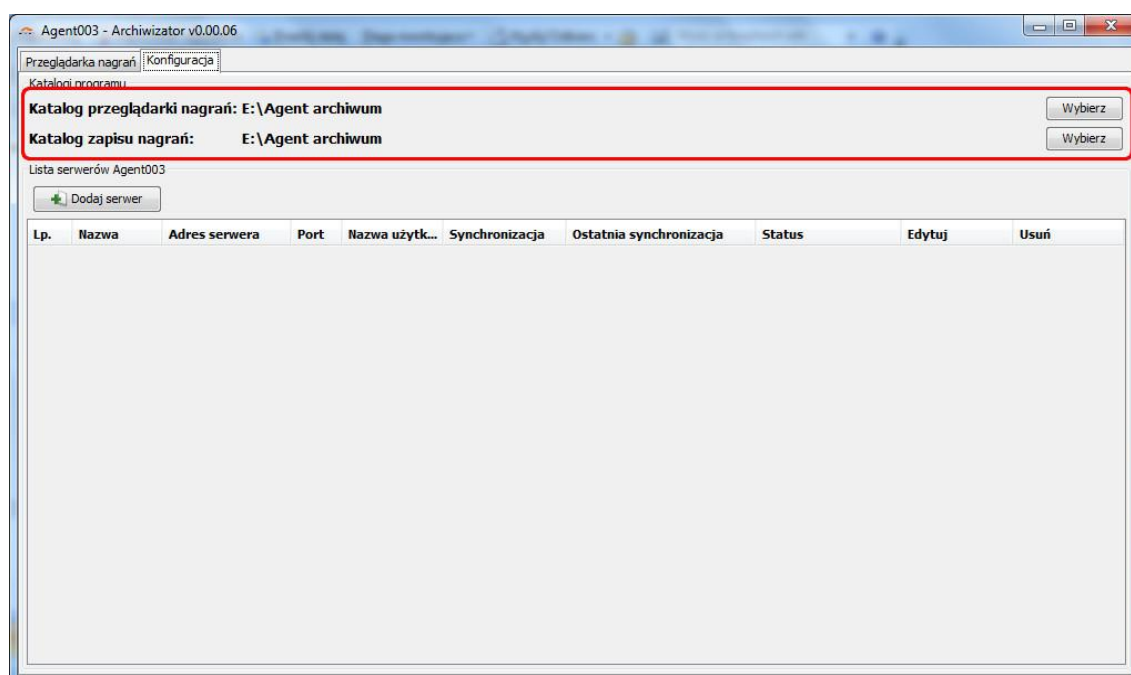 Agent003 - Archiwizator v0.00.06
Przeglądarka nagrań Konfiguracja
Katalogi programu
Katalog przeglądarki nagrań: E:\Agent archiwum Wybierz
Katalog zapisu nagrań: E:\Agent archiwum Wybierz
Lista serwerów Agent003
Dodaj serwer
Lp. Nazwa Adres serwera Port Nazwa użytk... Synchronizacja Ostatnia synchronizacja Status Edytuj Usuń